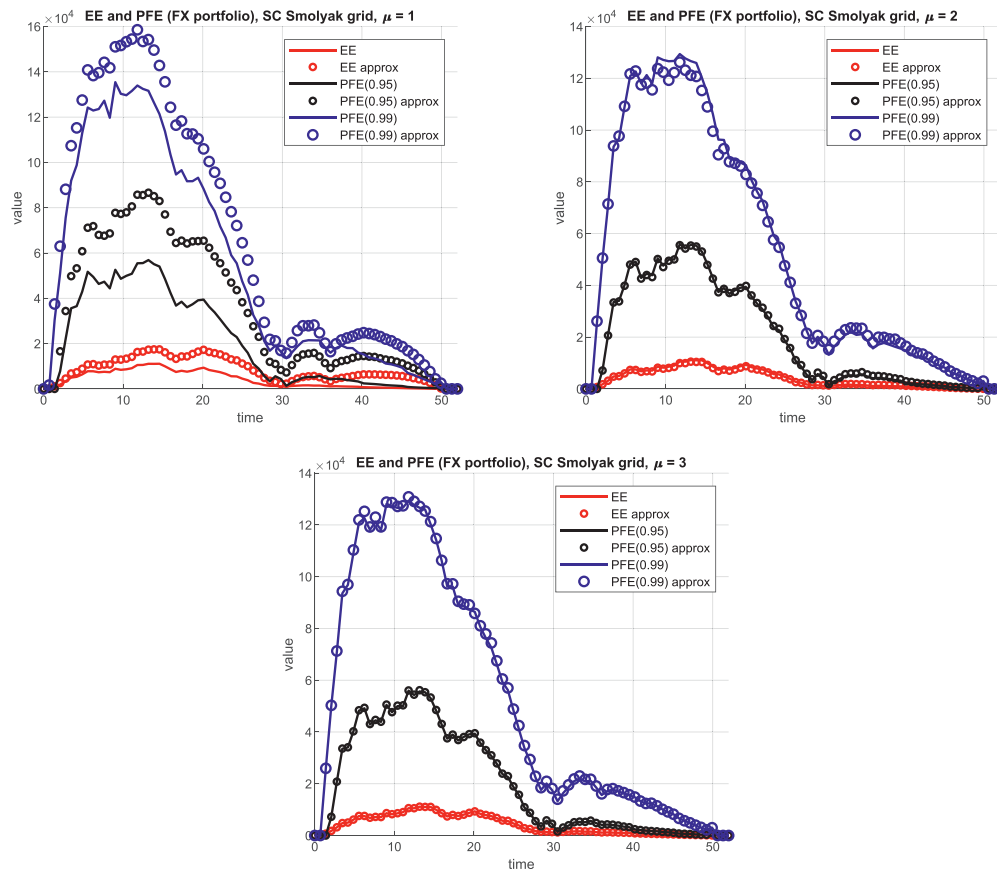 EE and PFE (FX portfolio), SC Smolyak grid, μ = 1
×10⁴
16
14
12
10
8
6
4
2
0
value
0 10 20 30 40 50
time
EE
EE approx
PFE(0.95)
PFE(0.95) approx
PFE(0.99)
PFE(0.99) approx
EE and PFE (FX portfolio), SC Smolyak grid, μ = 2
×10⁴
14
12
10
8
6
4
2
0
value
0 10 20 30 40 50
time
EE
EE approx
PFE(0.95)
PFE(0.95) approx
PFE(0.99)
PFE(0.99) approx
EE and PFE (FX portfolio), SC Smolyak grid, μ = 3
×10⁴
14
12
10
8
6
4
2
0
value
0 10 20 30 40 50
time
EE
EE approx
PFE(0.95)
PFE(0.95) approx
PFE(0.99)
PFE(0.99) approx